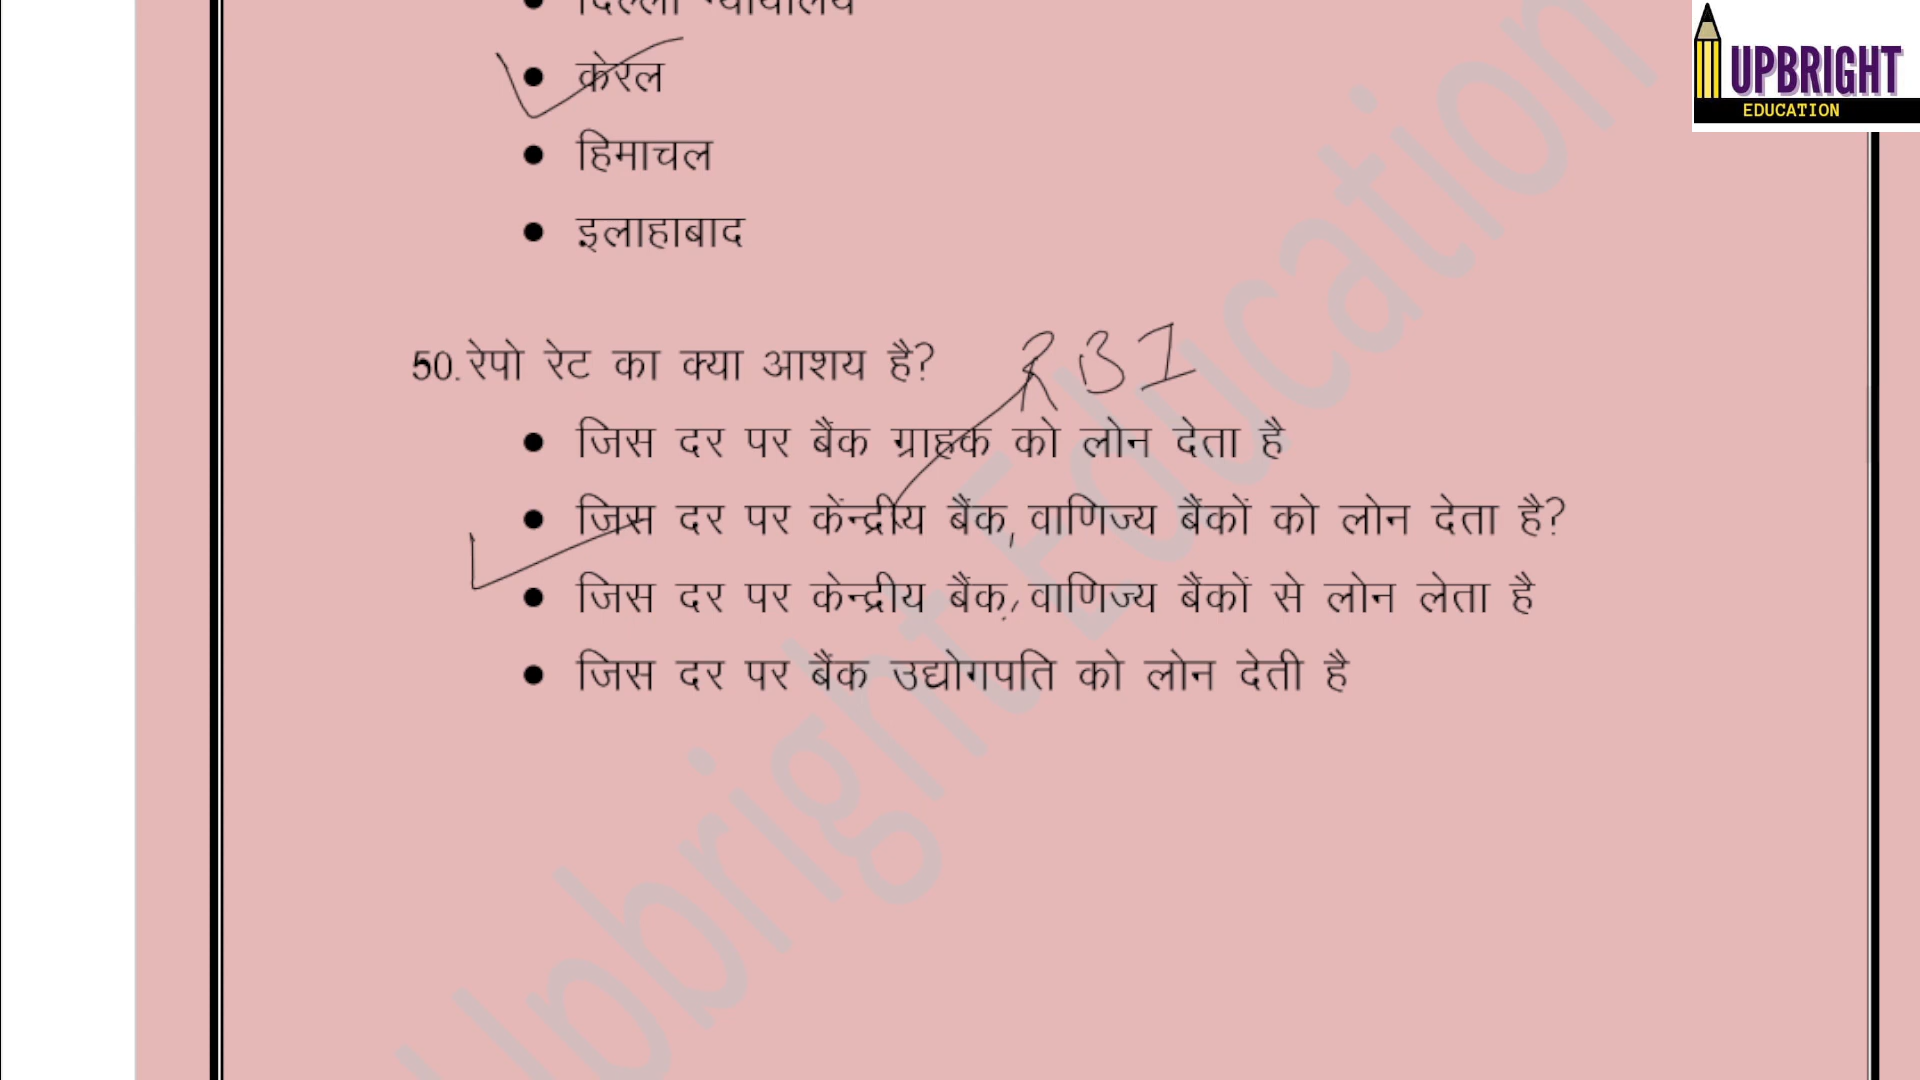 दिल्ली न्यायालय
केरल
हिमाचल
इलाहाबाद
50. रेपो रेट का क्या आशय है? RBI
जिस दर पर बैंक ग्राहक को लोन देता है
जिस दर पर केंन्द्रीय बैंक, वाणिज्य बैंकों को लोन देता है?
जिस दर पर केन्द्रीय बैंक, वाणिज्य बैंकों से लोन लेता है
जिस दर पर बैंक उद्योगपति को लोन देती है
UPBRIGHT
EDUCATION
Upbright Education